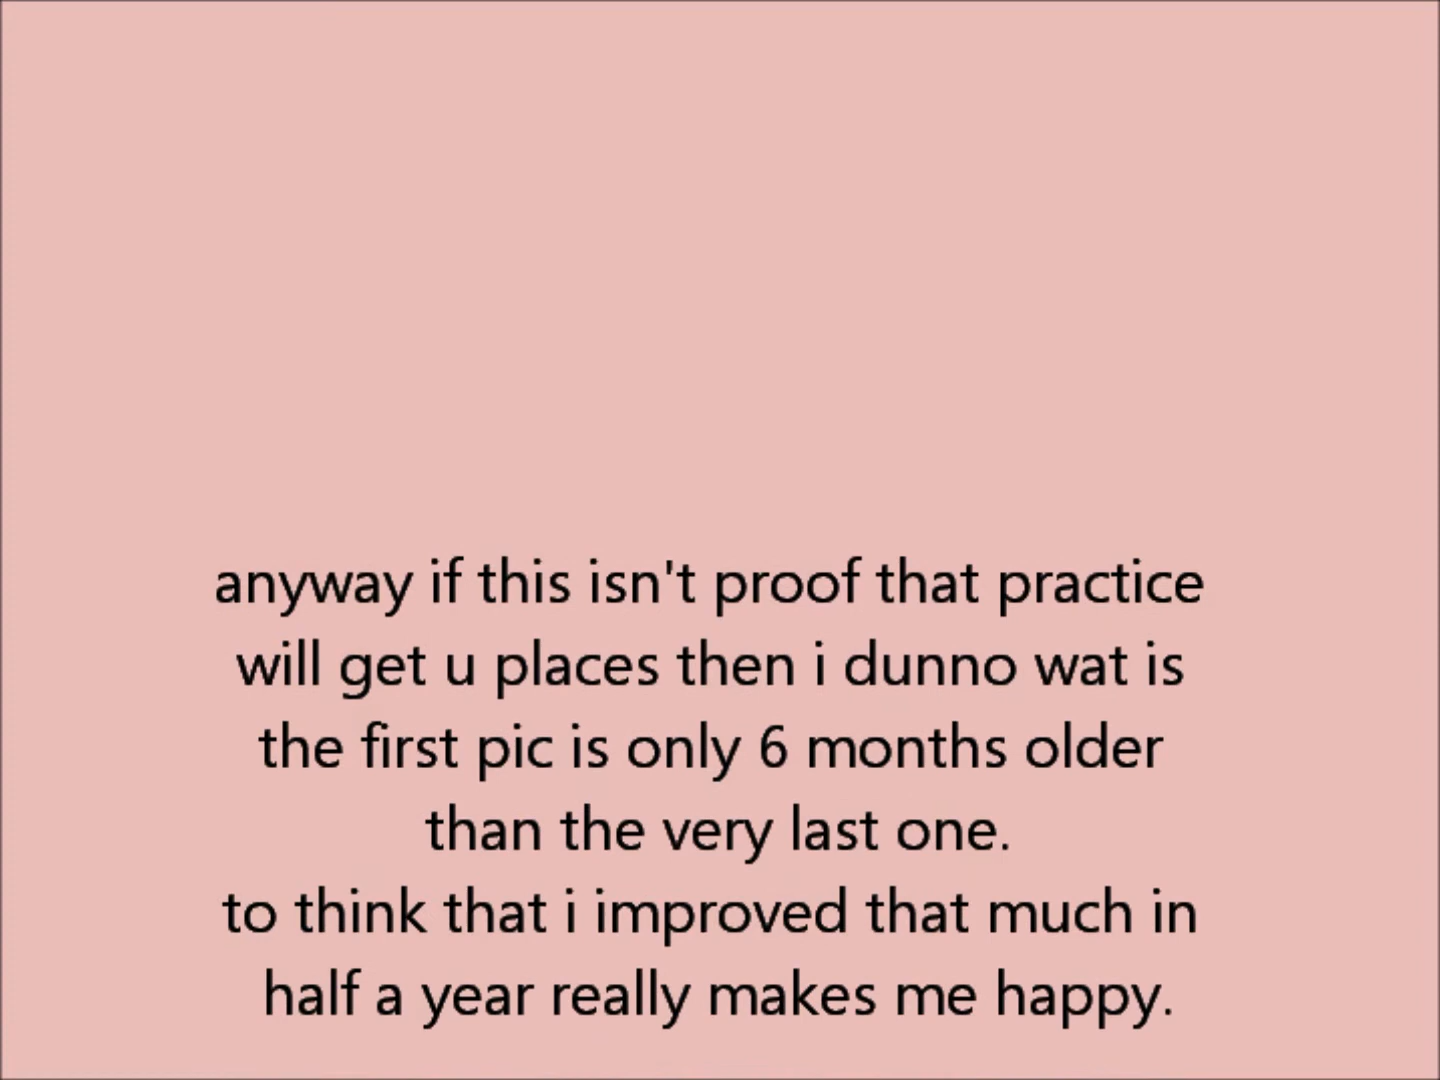 anyway if this isn't proof that practice
will get u places then i dunno wat is
the first pic is only 6 months older
than the very last one.
to think that i improved that much in
half a year really makes me happy.